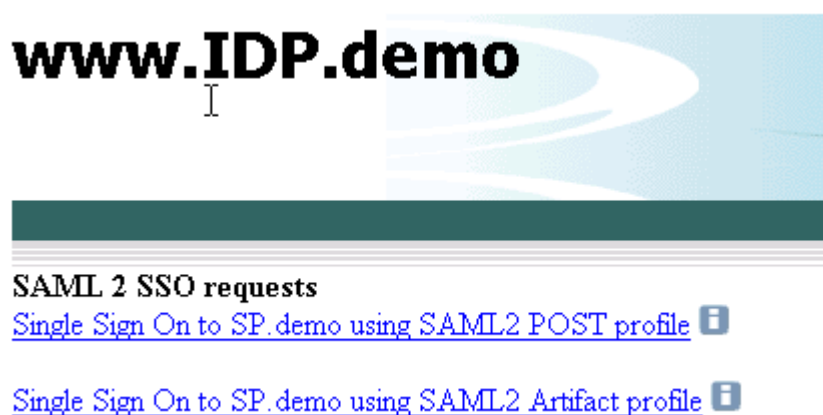 www.IDP.demo
SAML 2 SSO requests
Single Sign On to SP.demo using SAML2 POST profile
Single Sign On to SP.demo using SAML2 Artifact profile